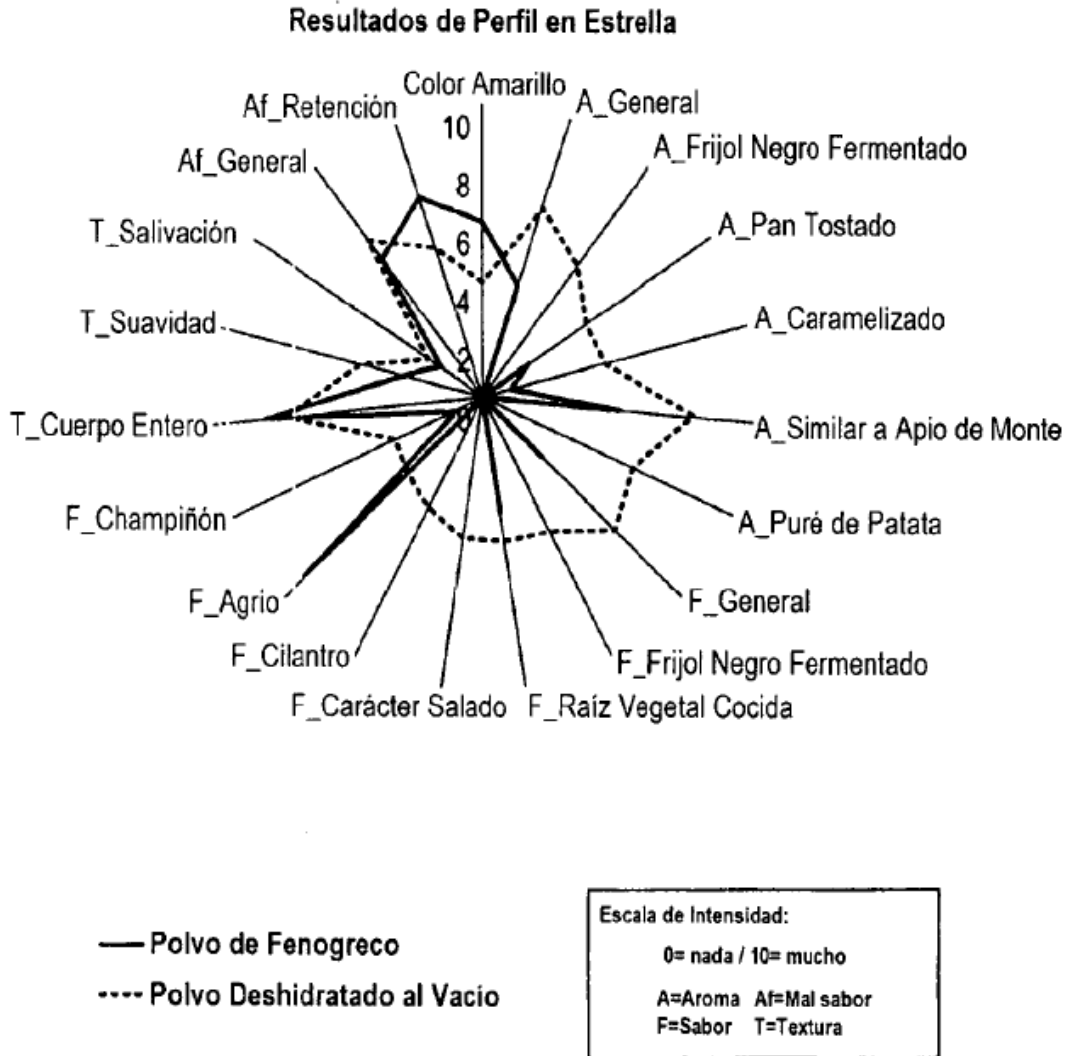 Resultados de Perfil en Estrella
Color Amarillo
A_General
A_Frijol Negro Fermentado
A_Pan Tostado
A_Caramelizado
A_Similar a Apio de Monte
A_Puré de Patata
F_General
F_Frijol Negro Fermentado
F_Raíz Vegetal Cocida
F_Carácter Salado
F_Cilantro
F_Agrio
F_Champiñón
T_Cuerpo Entero
T_Suavidad
T_Salivación
Af_General
Af_Retención
10
8
6
4
2
0
Polvo de Fenogreco
Polvo Deshidratado al Vacío
Escala de Intensidad:
0= nada / 10= mucho
A=Aroma Af=Mal sabor
F=Sabor T=Textura